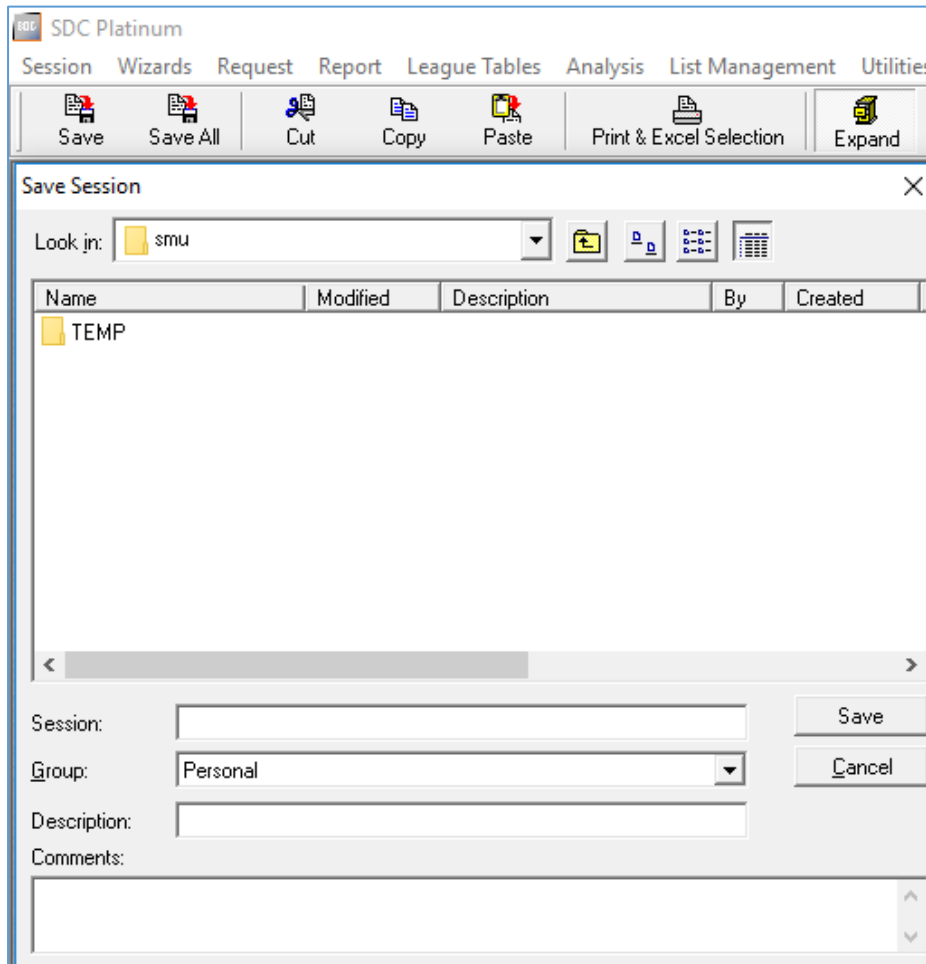 SDC SDC Platinum
Session Wizards Request Report League Tables Analysis List Management Utilities
Save Save All Cut Copy Paste Print & Excel Selection Expand
Save Session
Look in: smu
Name Modified Description By Created
TEMP
Session:
Save
Group: Personal
Cancel
Description:
Comments: